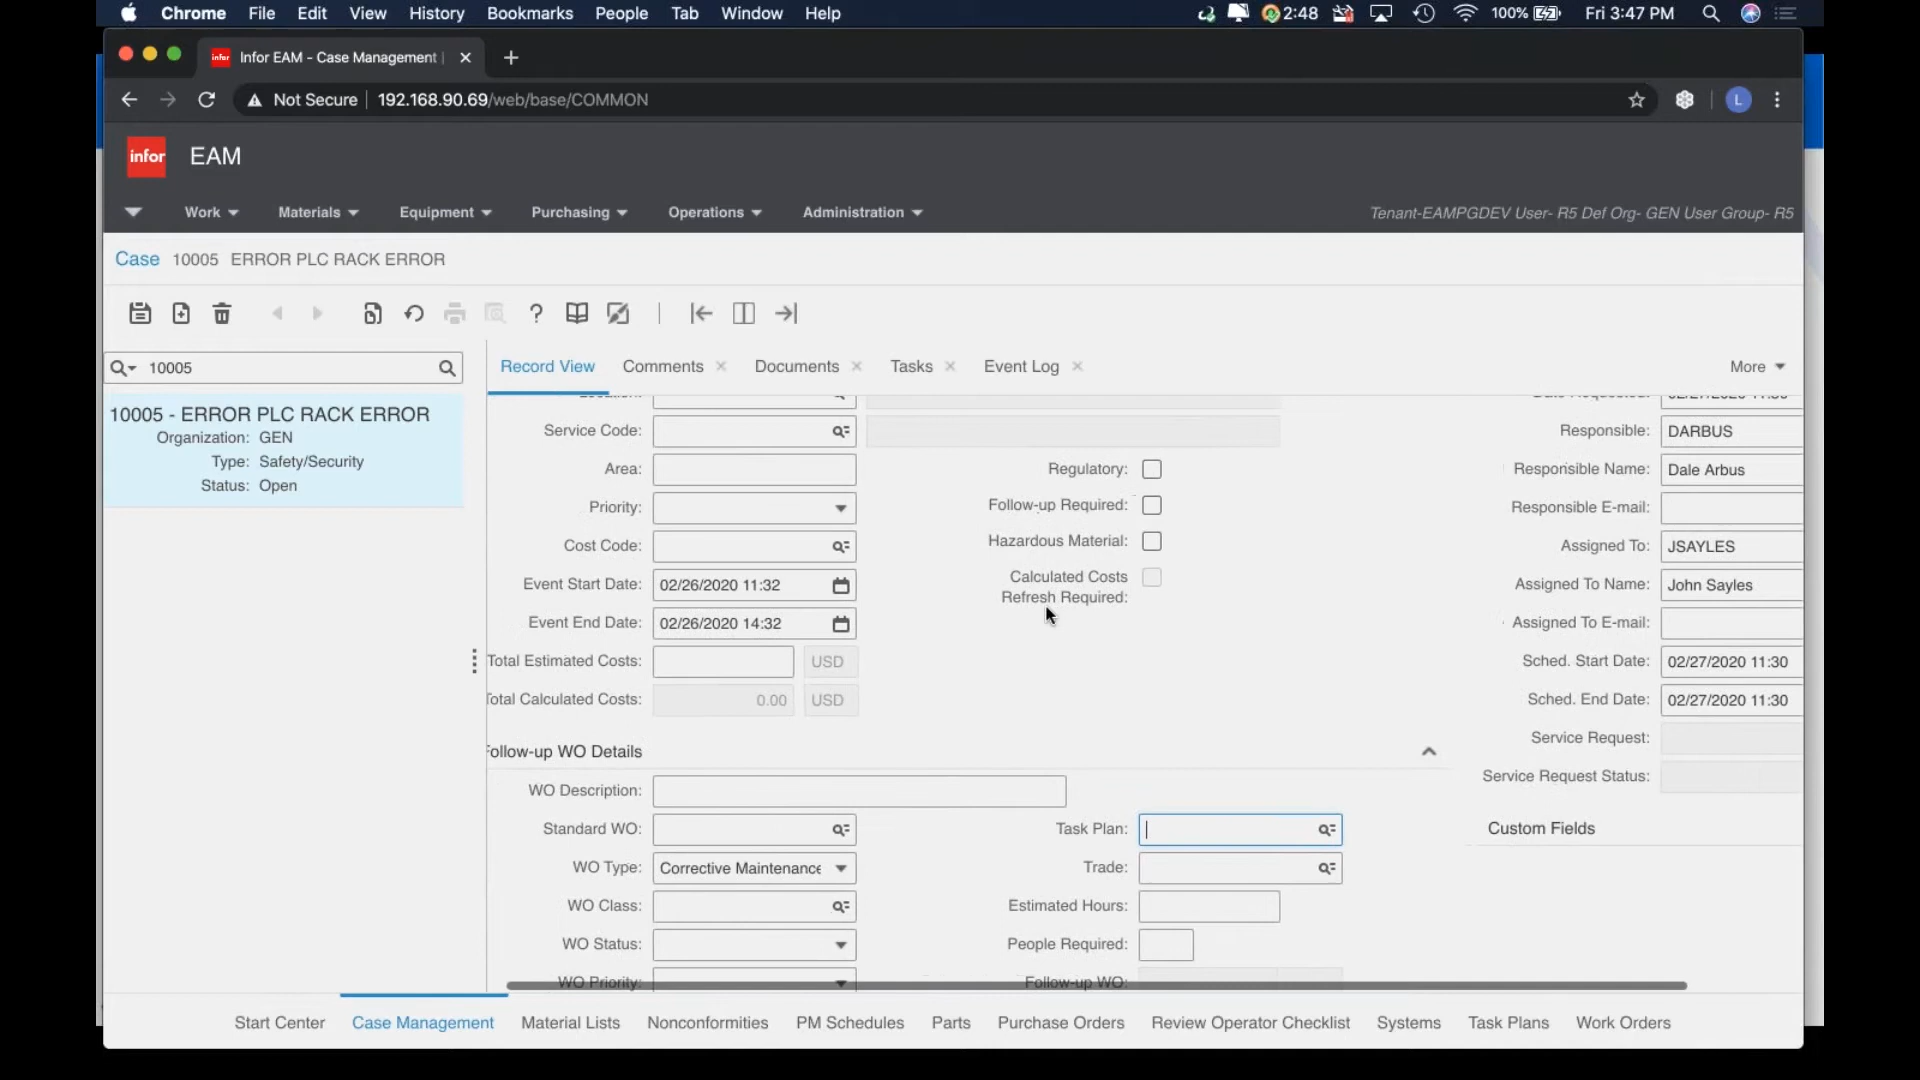 Chrome File Edit View History Bookmarks People Tab Window Help 2:48 100% Fri 3:47 PM
infor Infor EAM - Case Management |
Not Secure | 192.168.90.69/web/base/COMMON L
infor EAM
Work Materials Equipment Purchasing Operations Administration Tenant-EAMPGDEV User- R5 Def Org- GEN User Group- R5
Case 10005 ERROR PLC RACK ERROR
10005
Record View Comments Documents Tasks Event Log More
10005 - ERROR PLC RACK ERROR
Organization: GEN
Type: Safety/Security
Status: Open
Location:
Service Code:
Area:
Priority:
Cost Code:
Event Start Date: 02/26/2020 11:32
Event End Date: 02/26/2020 14:32
Total Estimated Costs: USD
Total Calculated Costs: 0.00 USD
Regulatory:
Follow-up Required:
Hazardous Material:
Calculated Costs
Refresh Required:
Date Requested: 02/27/2020 11:30
Responsible: DARBUS
Responsible Name: Dale Arbus
Responsible E-mail:
Assigned To: JSAYLES
Assigned To Name: John Sayles
Assigned To E-mail:
Sched. Start Date: 02/27/2020 11:30
Sched. End Date: 02/27/2020 11:30
Service Request:
Service Request Status:
Custom Fields
Follow-up WO Details
WO Description:
Standard WO:
WO Type: Corrective Maintenance
WO Class:
WO Status:
WO Priority:
Task Plan:
Trade:
Estimated Hours:
People Required:
Follow-up WO:
Start Center Case Management Material Lists Nonconformities PM Schedules Parts Purchase Orders Review Operator Checklist Systems Task Plans Work Orders